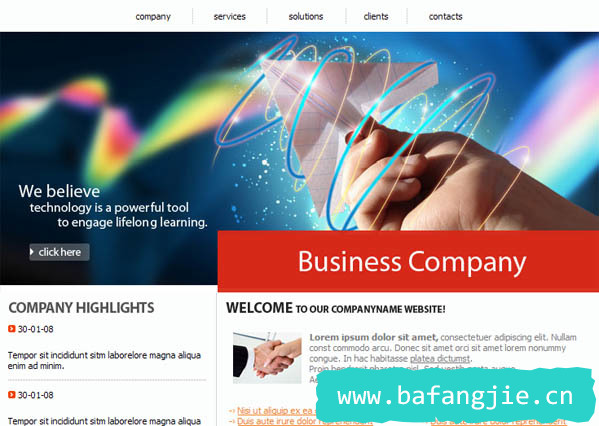 company services solutions clients contacts
We believe
technology is a powerful tool
to engage lifelong learning.
click here
Business Company
COMPANY HIGHLIGHTS
30-01-08
Tempor sit incididunt sitm laborelore magna aliqua
enim ad minim.
30-01-08
Tempor sit incididunt sitm laborelore magna aliqua
WELCOME TO OUR COMPANYNAME WEBSITE!
Lorem ipsum dolor sit amet, consectetuer adipiscing elit. Nullam
const commodo arcu. Donec sit amet orci sit amet lorem nonummy
congue. In hac habitasse platea dictumst.
www.bafangjie.cn
Nisi ut aliquip ex ea
Duis aute irure dolor